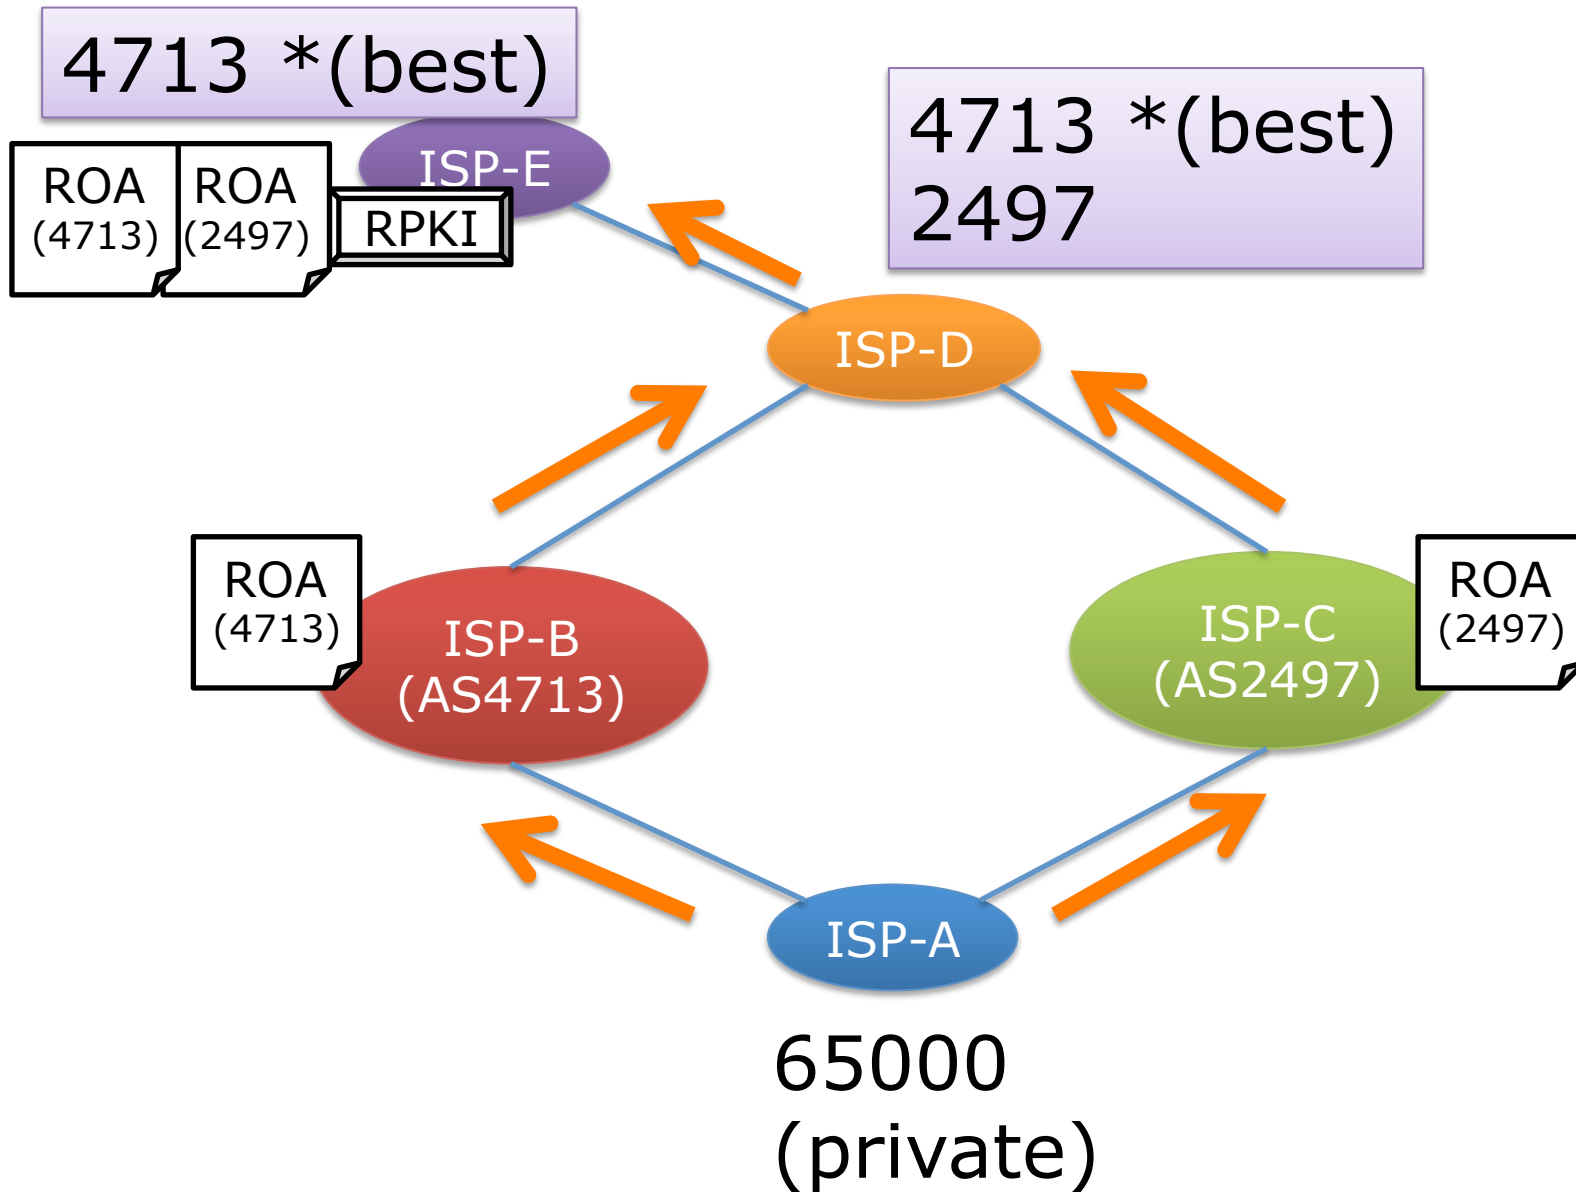 4713 *(best)
4713 *(best)
2497
ISP-E
ROA
(4713)
ROA
(2497)
RPKI
ISP-D
ROA
(4713)
ISP-B
(AS4713)
ISP-C
(AS2497)
ROA
(2497)
ISP-A
65000
(private)